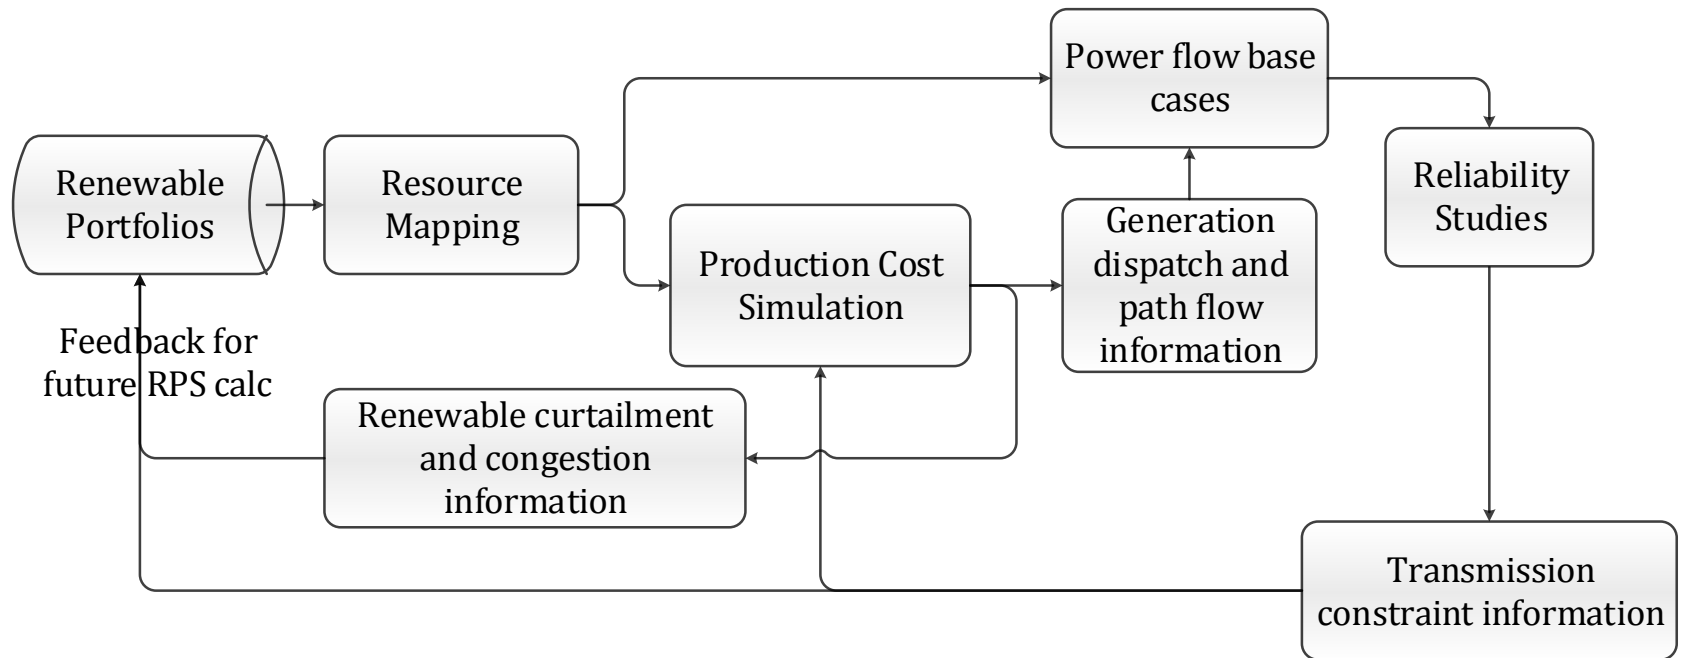 Power flow base
cases
Renewable
Portfolios
Resource
Mapping
Reliability
Studies
Production Cost
Simulation
Generation
dispatch and
path flow
information
Feedback for
future RPS calc
Renewable curtailment
and congestion
information
Transmission
constraint information